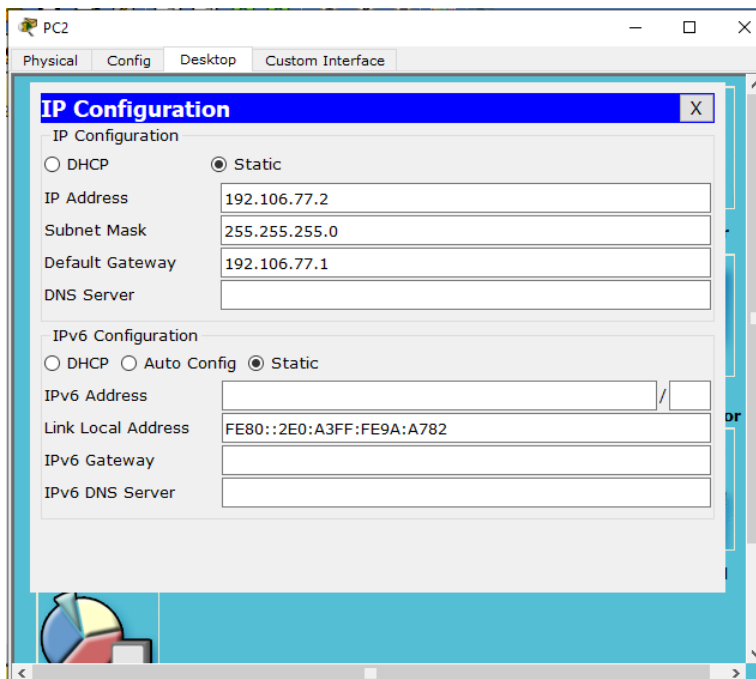 PC2
Physical Config Desktop Custom Interface
IP Configuration X
IP Configuration
DHCP Static
IP Address 192.106.77.2
Subnet Mask 255.255.255.0
Default Gateway 192.106.77.1
DNS Server
IPv6 Configuration
DHCP Auto Config Static
IPv6 Address /
Link Local Address FE80::2E0:A3FF:FE9A:A782
IPv6 Gateway
IPv6 DNS Server
or